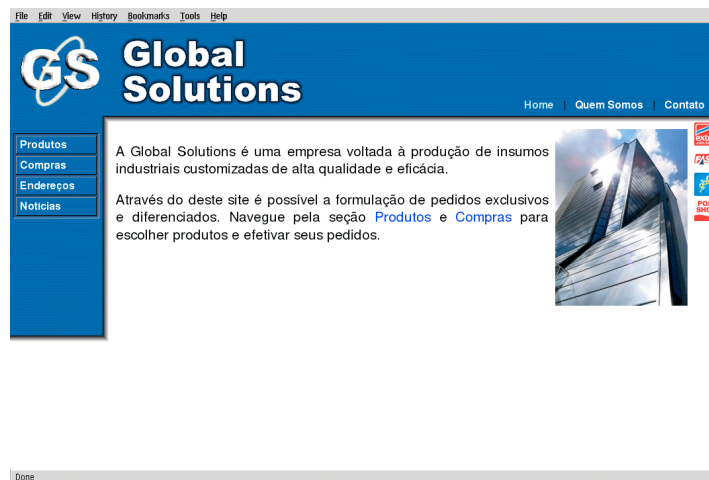 File Edit View History Bookmarks Tools Help
GS
Global
Solutions
Home | Quem Somos | Contato
Produtos
Compras
Endereços
Notícias
A Global Solutions é uma empresa voltada à produção de insumos
industriais customizadas de alta qualidade e eficácia.
Através do deste site é possível a formulação de pedidos exclusivos
e diferenciados. Navegue pela seção Produtos e Compras para
escolher produtos e efetivar seus pedidos.
Done